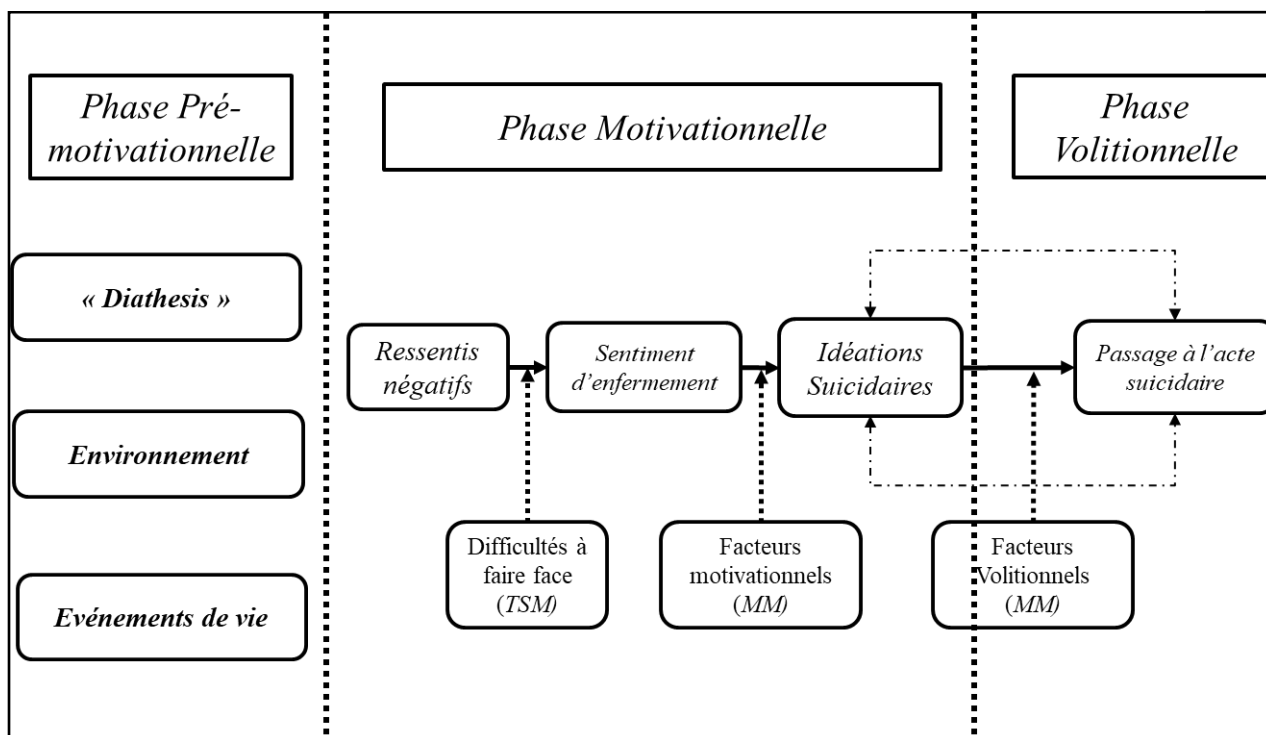 Phase Pré-
motivationnelle
Phase Motivationnelle
Phase
Volitionnelle
« Diathesis »
Environnement
Evénements de vie
Ressentis
négatifs
Sentiment
d’enfermement
Idéations
Suicidaires
Passage à l’acte
suicidaire
Difficultés à
faire face
(TSM)
Facteurs
motivationnels
(MM)
Facteurs
Volitionnels
(MM)